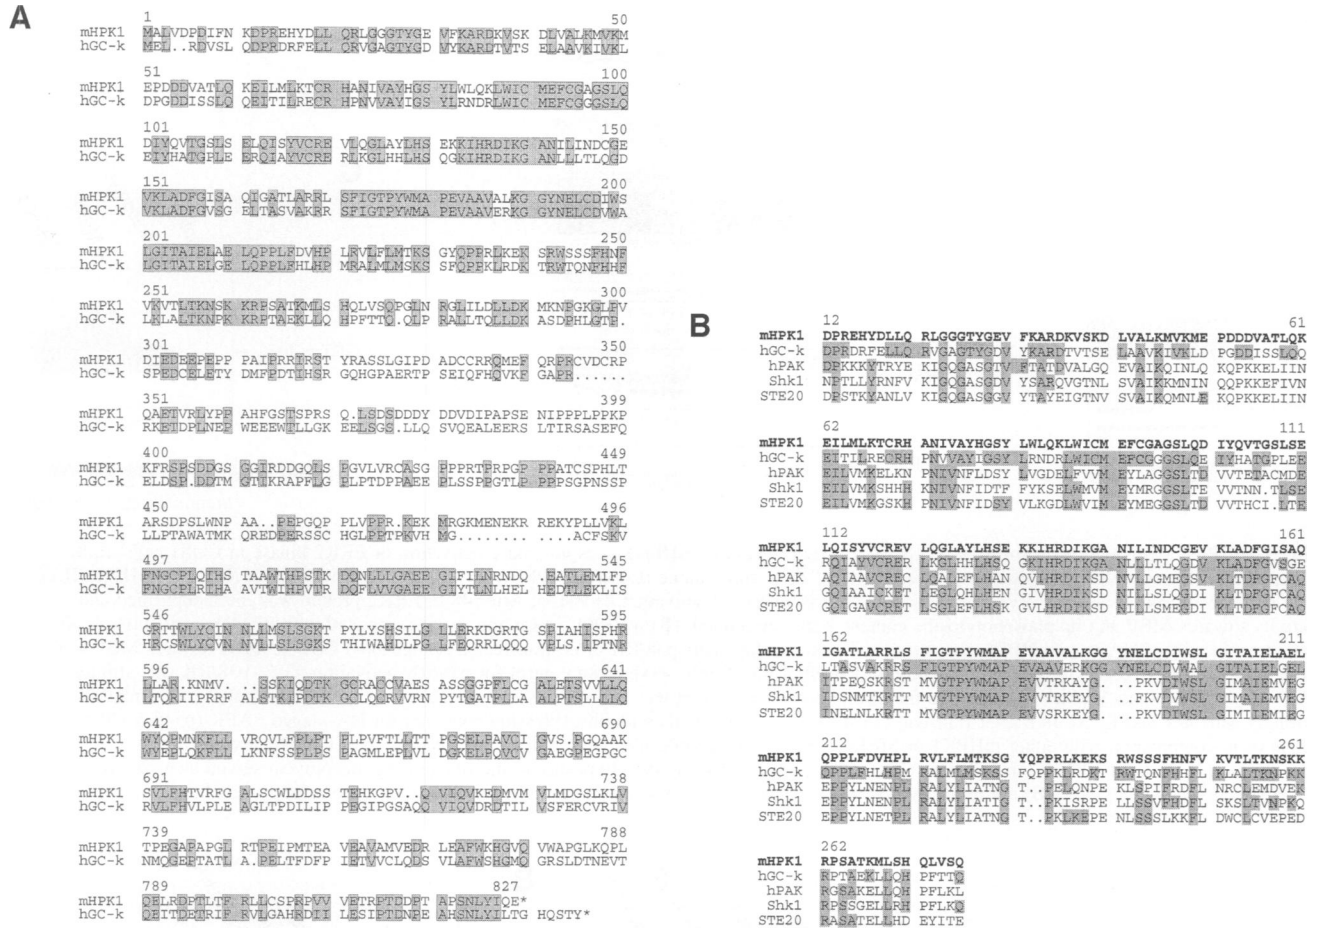 A
1 50
mHPK1 MALVDPDIFN KDPREHYDLL QRLGGGTYGE VFKARDKVSK DLVALKMVKM
hGC-k MEL..RDVSLQ QDPRDRFELL QRVGAGTYGD VYKARDTVTS ELAAVKIVKL
51 100
mHPK1 EPDDDVATLQ KEILMLKTCR HANIVAYHGS YLWLQKLWIC MEFCGAGSLQ
hGC-k DPGDDISSLQ QEITILRECR HPNVVAYIGS YLRNDRLWIC MEFCGGGSLQ
101 150
mHPK1 DIYQVTGSLS ELQISYVCRE VLQGLAYLHS EKKIHRDIKG ANILINDCGE
hGC-k EIYHATGPLE ERQIAYVCRE RLKGLHHLHS QGKIHRDIKG ANLLLTLQGD
151 200
mHPK1 VKLADFGISA QIGATLARRL SFIGTPYWMA PEVAAVALKG GYNELCDIWS
hGC-k VKLADFGVSG ELTASVAKRR SFIGTPYWMA PEVAAVERKG GYNELCDVWA
201 250
mHPK1 LGITAIELAE LQPPLFDVHP LRVLFLMTKS GYQPPRLKEK SRWSSSFHNF
hGC-k LGITAIELGE LQPPLFHLHP MRALMLMSKS SFQPPKLRDK TRWTQNFHHF
251 300
mHPK1 VKVTLTKNSK KRPSATKMLS HQLVSQPGLN RGLILDLLDK MKNPGKGLPV
hGC-k LKLALTKNPK KRPTAEKLLQ HPFTTQ.QLP RALLTQLLDK ASDPHLGTP.
301 350
mHPK1 DIEDEEPEPP PAIPRRIRST YRASSLGIPD ADCCRRQMEF QRPRCVDCRP
hGC-k SPEDCELETY DMFPDTIHSR GQHGPAERTP SEIQFHQVKF GAPR......
351 399
mHPK1 QAETVRLYPP AHFGSTSPRS Q.LSDSDDDY DDVDIPAPSE NIPPPLPPKP
hGC-k RKETDPLNEP WEEEWTLLGK EELSGS.LLQ SVQEALEERS LTIRSASEFQ
400 449
mHPK1 KFRSPSDDGS GGIRDDGQLS PGVLVRCASG PPPRTPRPGP PPATCSPHLT
hGC-k ELDSP.DDTMG GTIKRAPFLG PLPTDPPAEE PLSSPPGTLP PPPSGPNSSP
450 496
mHPK1 ARSDPSLWNP AA..PEPGQP PLVPPR.KEK MRGKMENEKR REKYPLLVKL
hGC-k LLPTAWATMK QREDPERSSC HGLPPTPKVH MG........ ..ACFSKV
497 545
mHPK1 FNGCPLQIHS TAAWTHPSTK DQNLLLGAEE GIFILNRNDQ .EATLEMIFP
hGC-k FNGCPLRIHA AVTWIHPVTR DQFLVVGAEE GIYTLNLHEL HEDTLEKLIS
546 595
mHPK1 GRTTWLYCIN NLLMSLSGKT PYLYSHSILG LLERKDGRTG SPIAHISPHR
hGC-k HRCSWLYCVN NVLLSLSGKS THIWAHDLPG LFEQRRLQQQ VPLS.IPTNR
596 641
mHPK1 LLAR.KNMV. ..SSKIQDTK GCRACCVAES ASSGGPFLCG ALETSVVLLQ
hGC-k LTQRIIPRRF ALSTKIPDTK GCLQCRVVRN PYTGATFLLA ALPTSLLLLQ
642 690
mHPK1 WYQPMNKFLL VRQVLFPLPT PLPVFTLLTT PGSELPAVCI GVS.PGQAAK
hGC-k WYEPLQKFLL LKNFSSPLPS PAGMLEPLVL DGKELPQVCV GAEGPEGPGC
691 738
mHPK1 SVLFHTVRFG ALSCWLDDSS TEHKGPV..Q VIQVKEDMVM VLMDGSLKLV
hGC-k RVLFHVLPLE AGLTPDILIP PEGIPGSAQQ VIQVDRDTIL VSFERCVRIV
739 788
mHPK1 TPEGAPAPGL RTPEIPMTEA VEAVAMVEDR LEAFWKHGVQ VWAPGLKQPL
hGC-k NMQGEPTATL A.PELTFDFP IETVVCLQDS VLAFWSHGMQ GRSLDTNEVT
789 827
mHPK1 QELRDPTLTF RLLCSPRPVV VETRPTDDPT APSNLYIQE*
hGC-k QEITDETRIF RVLGAHRDII LESIPTDNPE AHSNLYILTG HQSTY*
B
12 61
mHPK1 DPREHYDLLQ RLGGGTYGEV FKARDKVSKD LVALKMVKME PDDDVATLQK
hGC-k DPRDRFELLQ RVGAGTYGDV YKARDTVTSE LAAVKIVKLD PGDDISSLQQ
hPAK DPKKKYTRYE KIGQGASGTV FTATDVALGQ EVAIKQINLQ KQPKKELIIN
Shk1 NPTLLYRNFV KIGQGASGDV YSARQVGTNL SVAIKKMNIN QQPKKEFIVN
STE20 DPSTKYANLV KIGQGASGGV YTAYEIGTNV SVAIKQMNLE KQPKKELIIN
62 111
mHPK1 EILMLKTCRH ANIVAYHGSY LWLQKLWICM EFCGAGSLQD IYQVTGSLSE
hGC-k EITILRECRH PNVVAYIGSY LRNDRLWICM EFCGGGSLQE IYHATGPLEE
hPAK EILVMKELKN PNIVNFLDSY LVGDELFVVM EYLAGGSLTD VVTETACMDE
Shk1 EILVMKSHHH KNIVNFIDTF FYKSELWMVM EYMRGGSLTE VVTNN.TLSE
STE20 EILVMKGSKH PNIVNFIDSY VLKGDLWVIM EYMEGGSLTD VVTHCI.LTE
112 161
mHPK1 LQISYVCREV LQGLAYLHSE KKIHRDIKGA NILINDCGEV KLADFGISAQ
hGC-k RQIAYVCRER LKGLHHLHSQ GKIHRDIKGA NLLLTLQGDV KLADFGVSGE
hPAK AQIAAVCREC LQALEFLHAN QVIHRDIKSD NVLLGMEGSV KLTDFGFCAQ
Shk1 GQIAAICKET LEGLQHLHEN GIVHRDIKSD NILLSLQGDI KLTDFGFCAQ
STE20 GQIGAVCRET LSGLEFLHSK GVLHRDIKSD NILLSMEGDI KLTDFGFCAQ
162 211
mHPK1 IGATLARRLS FIGTPYWMAP EVAAVALKGG YNELCDIWAL GITAIELAEL
hGC-k LTASVAKRRS FIGTPYWMAP EVAAVERKGG YNELCDVWAL GITAIELGEL
hPAK ITPEQSKRST MVGTPYWMAP EVVTRKAYG. ..PKVDIWSL GIMAIEMVEG
Shk1 IDSNMTKRTT MVGTPYWMAP EVVTRKEYG. ..PKVDVWSL GIMAIEMVEG
STE20 INELNLKRTT MVGTPYWMAP EVVSRKEYG. ..PKVDIWSL GIMIIEMIEG
212 261
mHPK1 QPPLFDVHPL RVLFLMTKSG YQPPRLKEKS RWSSSFHNFV KVTLTKNSKK
hGC-k QPPLFHLHPM RALMLMSKSS FQPPKLRDKT RWTQNFHHFL KLALTKNPKK
hPAK EPPYLNENPL RALYLIATNG T..PELQNPE KLSPIFRDFL NRCLEMDVEK
Shk1 EPPYLNENPL RALYLIATIG T..PKISRPE LLSSVFHDFL SKSLTVNPKQ
STE20 EPPYLNETPL RALYLIATNG T..PKLKEPE NLSSSLKKFL DWCLCVEPED
262
mHPK1 RPSATKMLSH QLVSQ
hGC-k RPTAEKLLQH PFTTQ
hPAK RGSAKELLQH PFLKL
Shk1 RPSSGELLRH PFLKQ
STE20 RASATELLHD EYITE